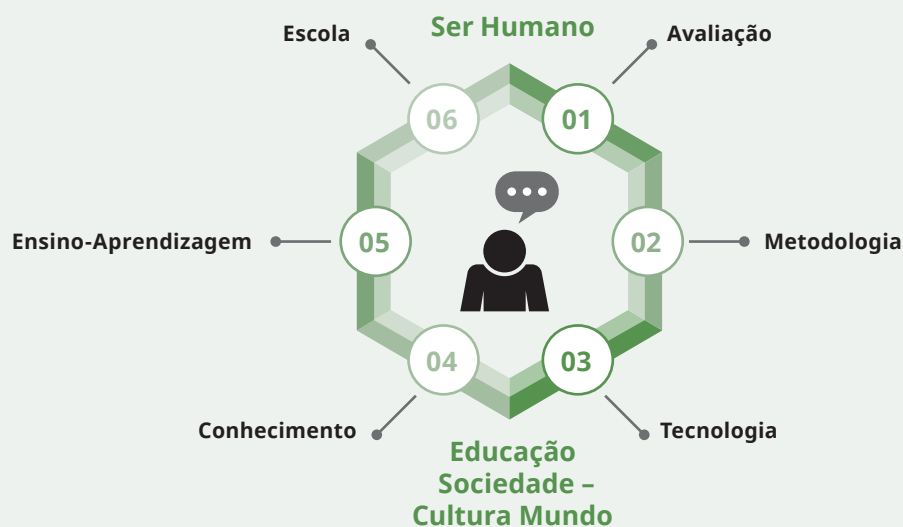 Ser Humano
Escola
Avaliação
06
01
Ensino-Aprendizagem
05
02
Metodologia
04
03
Conhecimento
Tecnologia
Educação
Sociedade –
Cultura Mundo